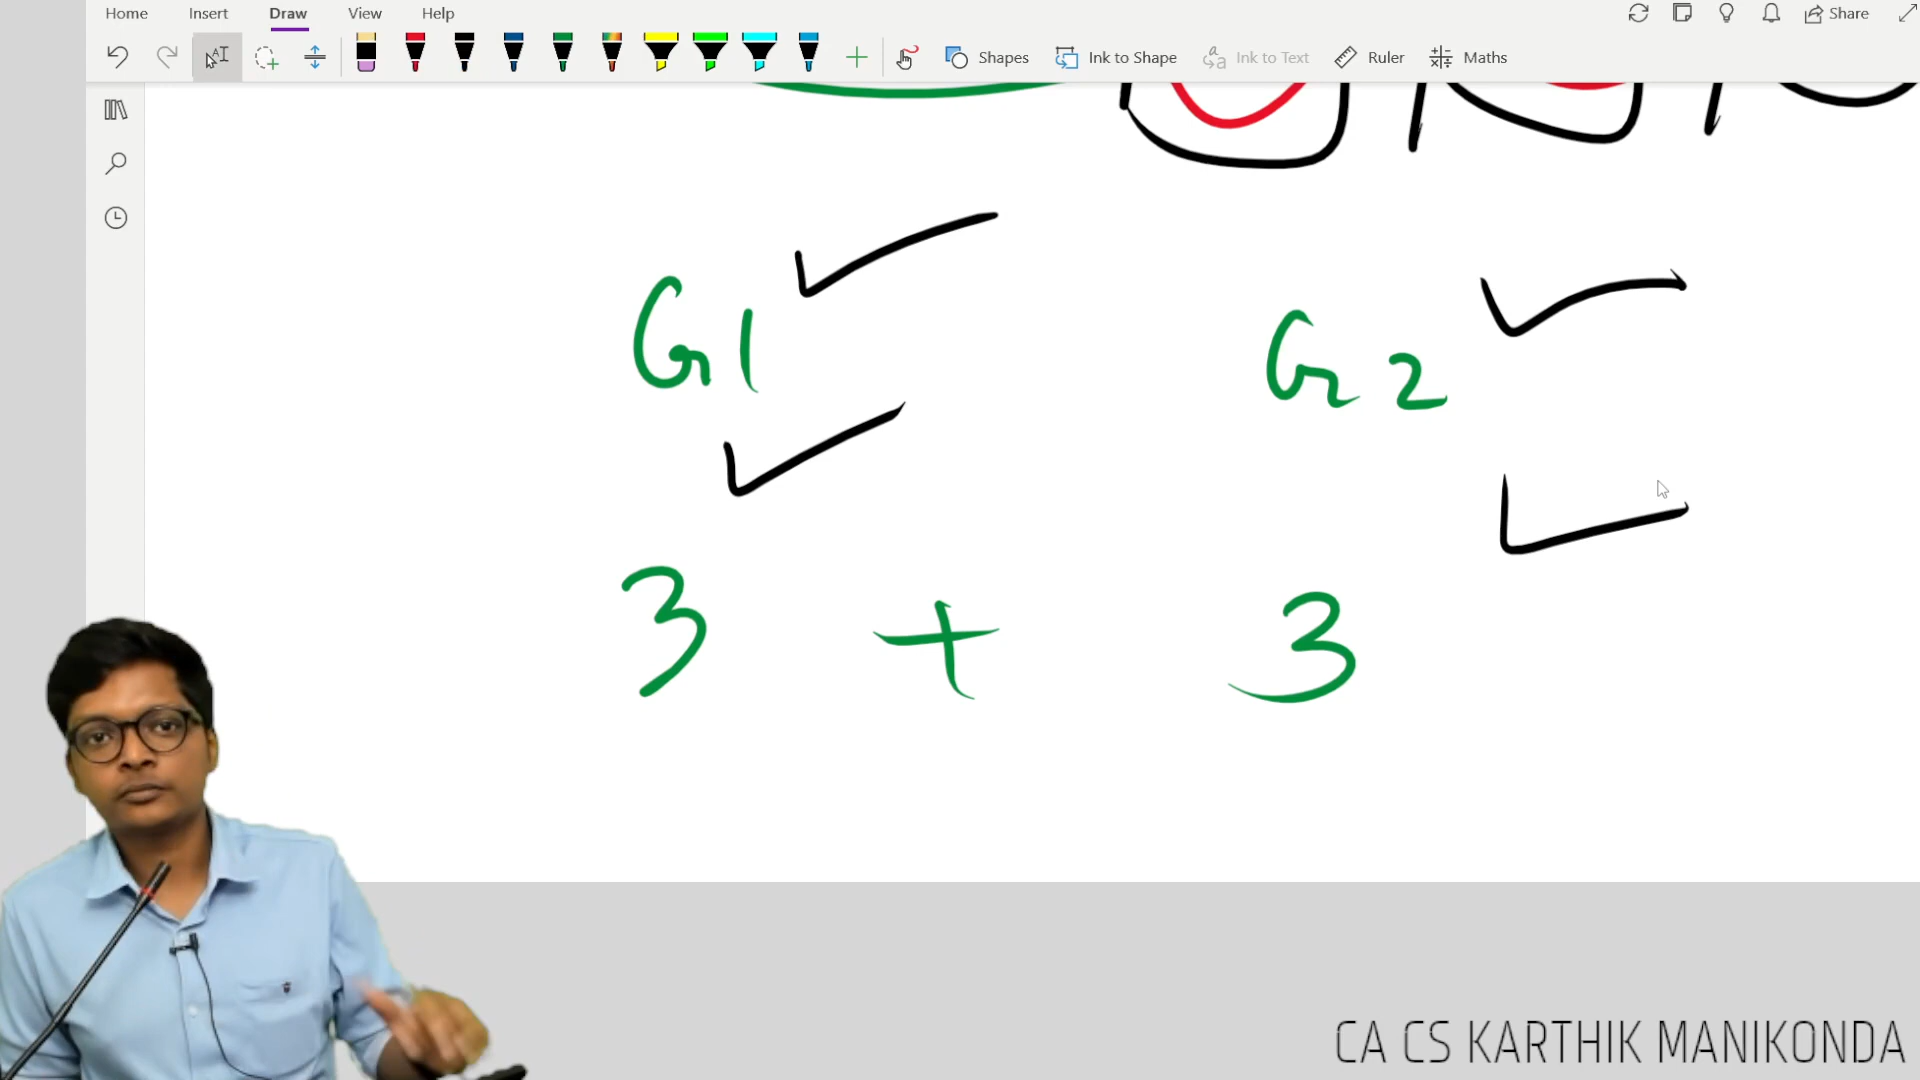 Home Insert Draw View Help Share
Shapes Ink to Shape Ink to Text Ruler Maths
G1 G2
3 + 3
CA CS KARTHIK MANIKONDA